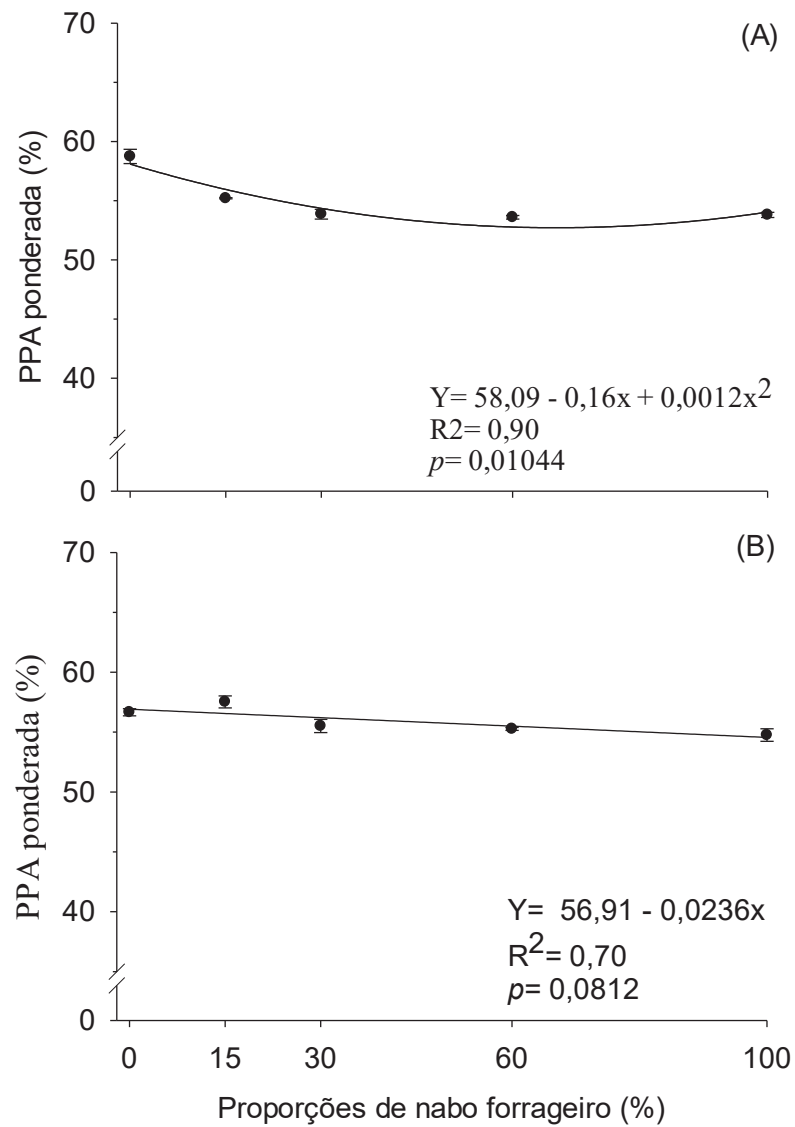 (A)
70
60
50
40
0
PPA ponderada (%)
Y= 58,09 - 0,16x + 0,0012x²
R2= 0,90
p= 0,01044
(B)
70
60
50
40
0
PPA ponderada (%)
Y= 56,91 - 0,0236x
R²= 0,70
p= 0,0812
0 15 30 60 100
Proporções de nabo forrageiro (%)